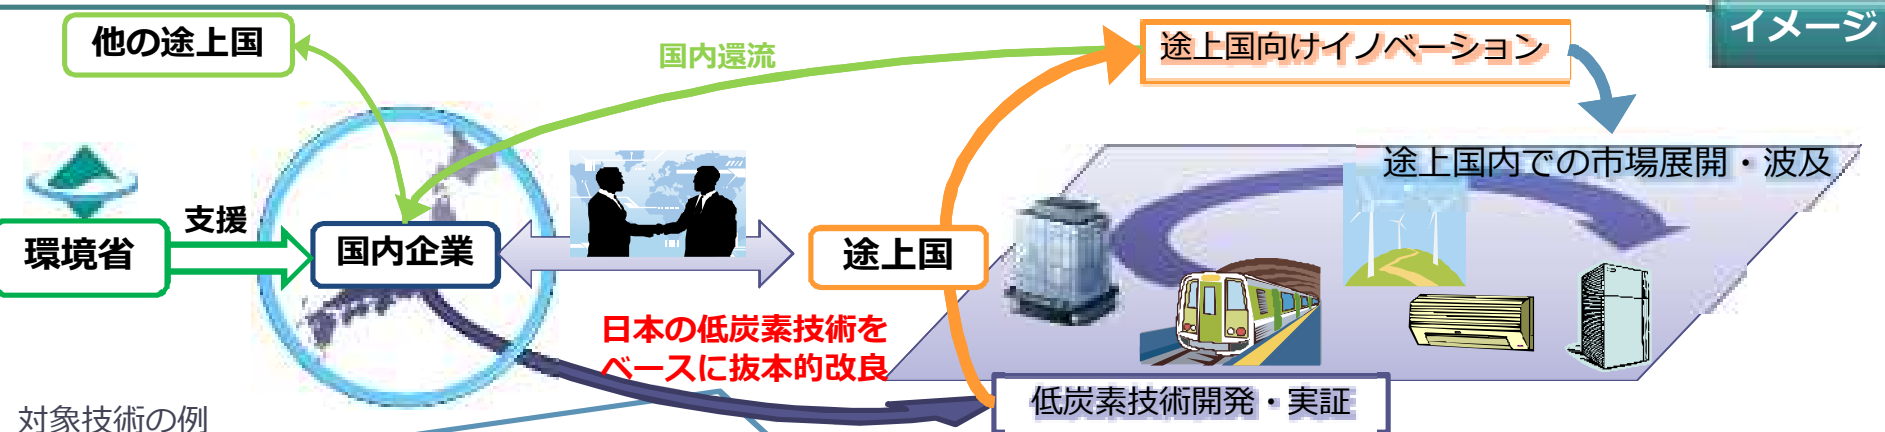 イメージ
他の途上国
国内還流
途上国向けイノベーション
途上国内での市場展開・波及
環境省
支援
国内企業
途上国
日本の低炭素技術を
ベースに抜本的改良
低炭素技術開発・実証
対象技術の例